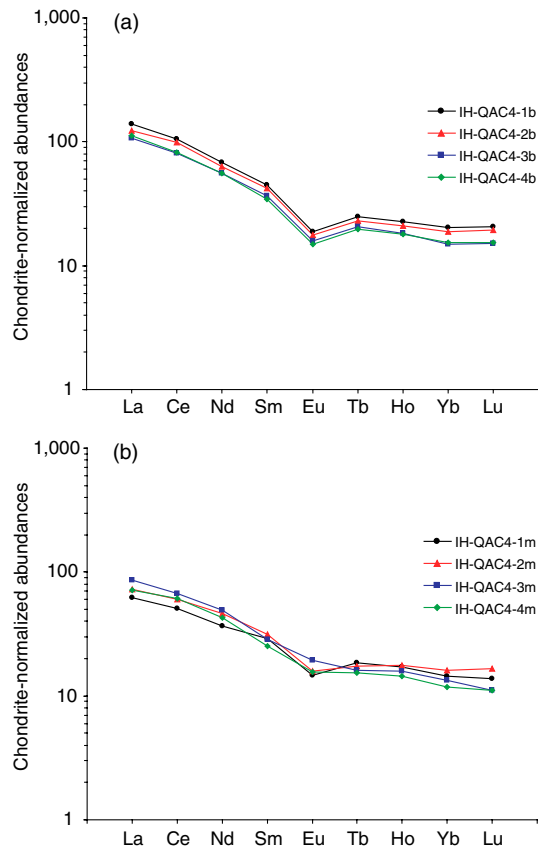 1,000
(a)
IH-QAC4-1b
IH-QAC4-2b
IH-QAC4-3b
IH-QAC4-4b
100
10
1
Chondrite-normalized abundances
La Ce Nd Sm Eu Tb Ho Yb Lu
1,000
(b)
IH-QAC4-1m
IH-QAC4-2m
IH-QAC4-3m
IH-QAC4-4m
100
10
1
Chondrite-normalized abundances
La Ce Nd Sm Eu Tb Ho Yb Lu